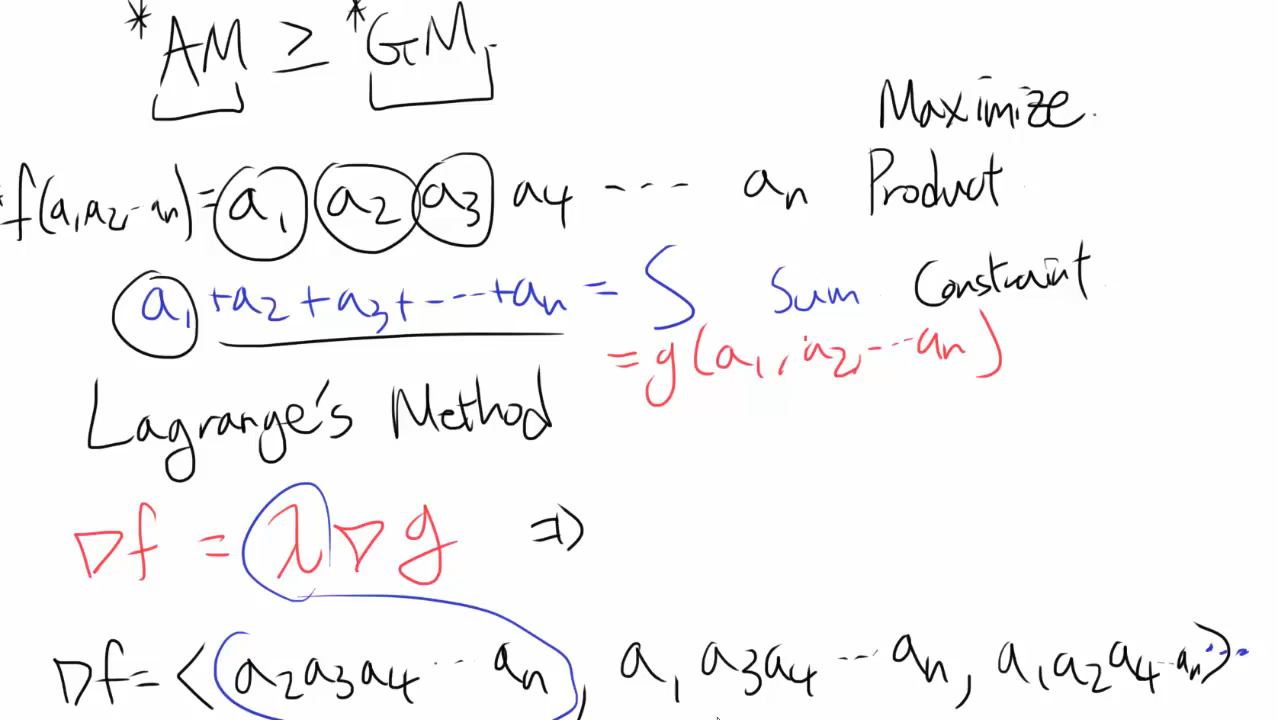 *AM ≥ *GM.
Maximize.
f(a₁,a₂,--aₙ) = a₁ a₂ a₃ a₄ --- aₙ Product
a₁ +a₂ +a₃+----+aₙ = S Sum Constraint
= g(a₁, a₂, --- aₙ)
Lagrange's Method
∇f = λ∇g ⇒
∇f = < a₂a₃a₄ ... aₙ, a₁ a₃a₄ --- aₙ, a₁a₂a₄--aₙ> ...